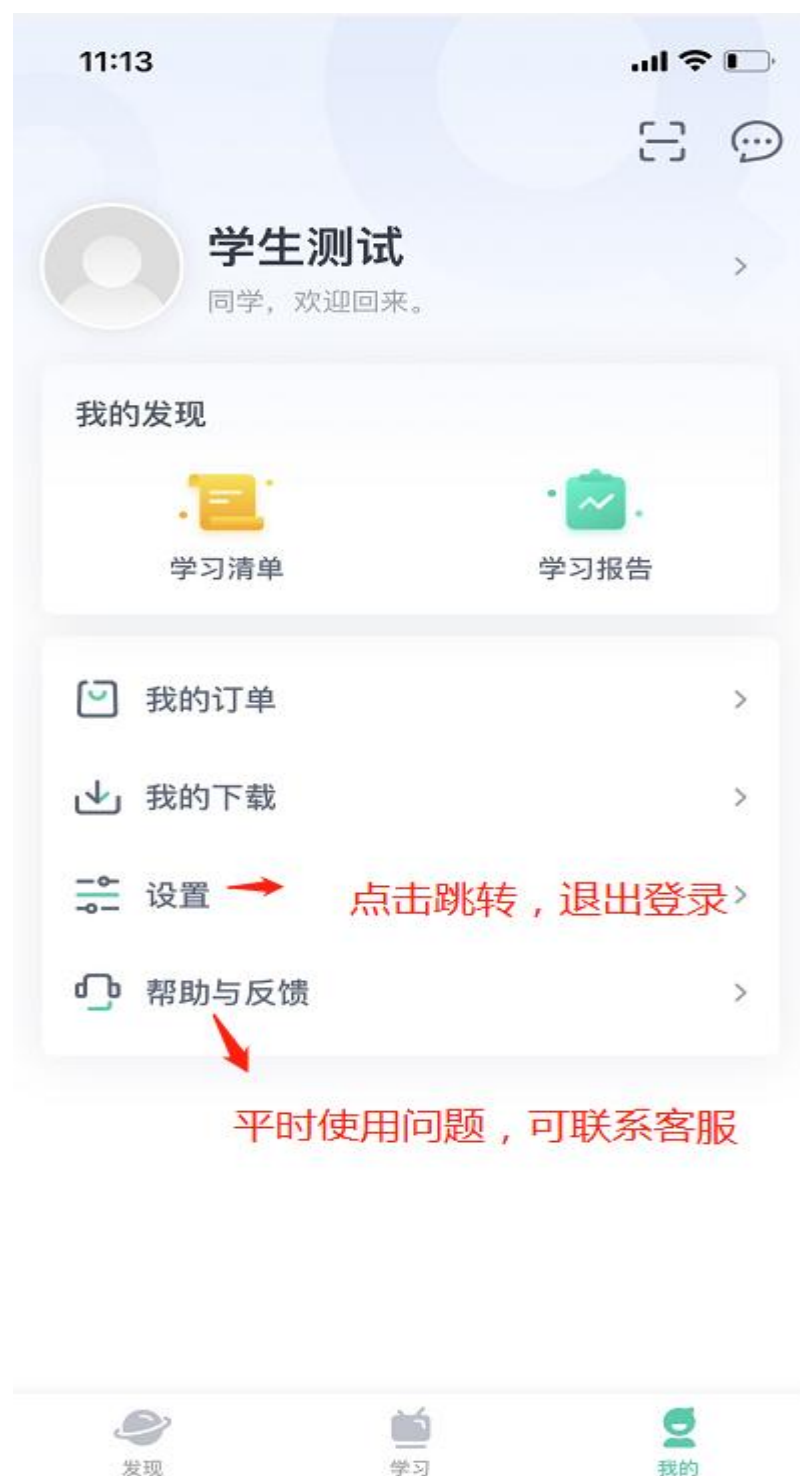 11:13
学生测试
同学，欢迎回来。
我的发现
学习清单 学习报告
我的订单
我的下载
设置 点击跳转，退出登录
帮助与反馈
平时使用问题，可联系客服
发现 学习 我的